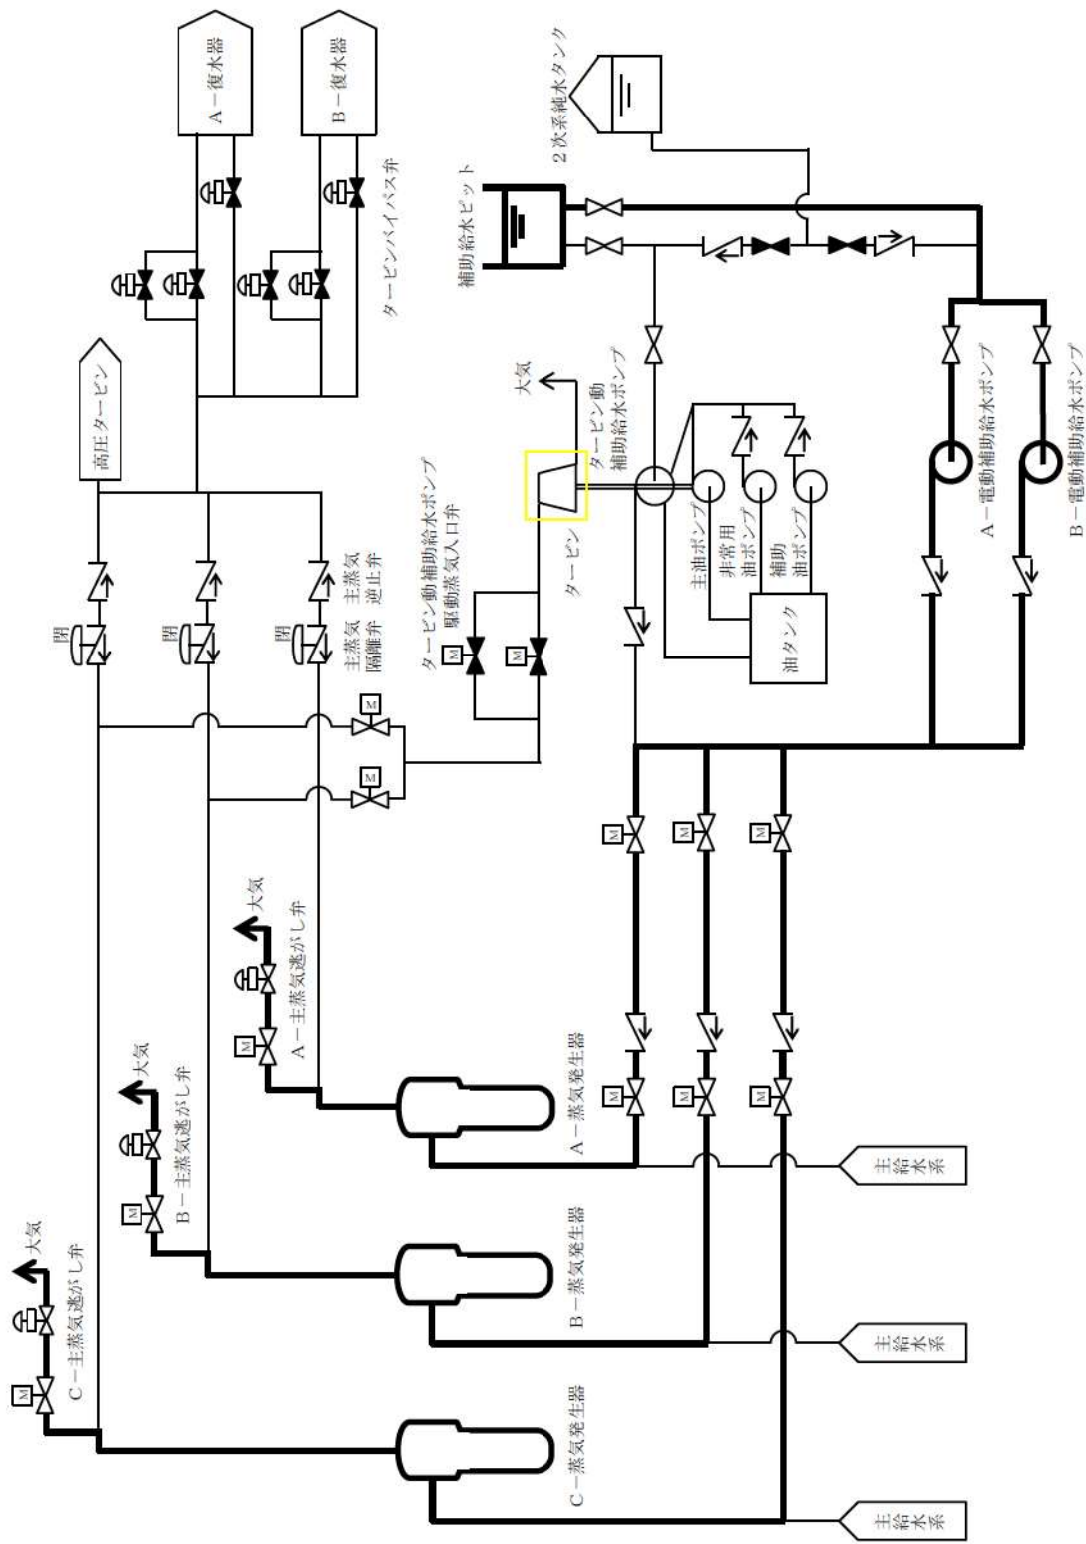 大気
M
C－主蒸気逃がし弁
大気
M
B－主蒸気逃がし弁
大気
M
A－主蒸気逃がし弁
閉
閉
閉
主蒸気
隔離弁
主蒸気
逆止弁
高圧タービン
A－復水器
B－復水器
タービンバイパス弁
M
M
タービン動補助給水ポンプ
駆動蒸気入口弁
M
M
大気
タービン
タービン動
補助給水ポンプ
補助給水ピット
2次系純水タンク
C－蒸気発生器
B－蒸気発生器
A－蒸気発生器
M
M
M
M
M
M
主油ポンプ
非常用
油ポンプ
補助
油ポンプ
油タンク
主
給
水
系
主
給
水
系
主
給
水
系
A－電動補助給水ポンプ
B－電動補助給水ポンプ